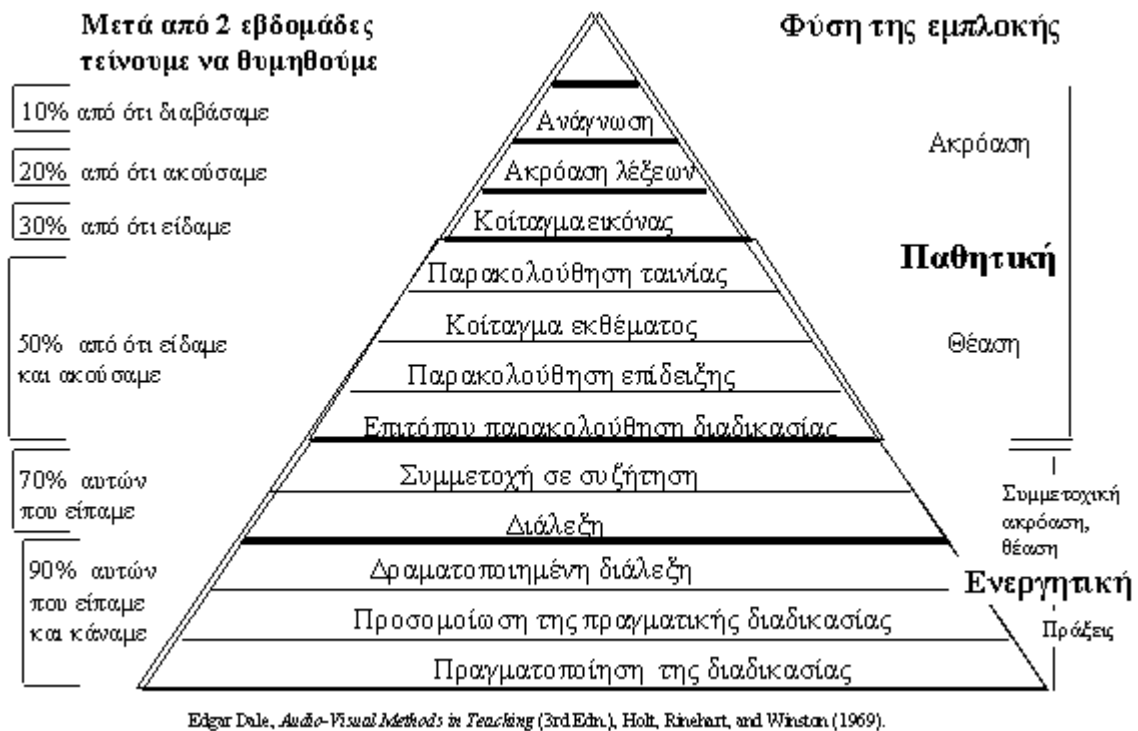 Μετά από 2 εβδομάδες
τείνουμε να θυμηθούμε
10% από ότι διαβάσαμε
20% από ότι ακούσαμε
30% από ότι είδαμε
50% από ότι είδαμε
και ακούσαμε
70% αυτών
που είπαμε
90% αυτών
που είπαμε
και κάναμε
Ανάγνωση
Ακρόαση λέξεων
Κοίταγμα εικόνας
Παρακολούθηση ταινίας
Κοίταγμα εκθέματος
Παρακολούθηση επίδειξης
Επιτόπου παρακολούθηση διαδικασίας
Συμμετοχή σε συζήτηση
Διάλεξη
Δραματοποιημένη διάλεξη
Προσομοίωση της πραγματικής διαδικασίας
Πραγματοποίηση της διαδικασίας
Φύση της εμπλοκής
Ακρόαση
Παθητική
Θέαση
Συμμετοχική
ακρόαση,
θέαση
Ενεργητική
Πράξεις
Edgar Dale, Audio-Visual Methods in Teaching (3rd Edn.), Holt, Rinehart, and Winston (1969).